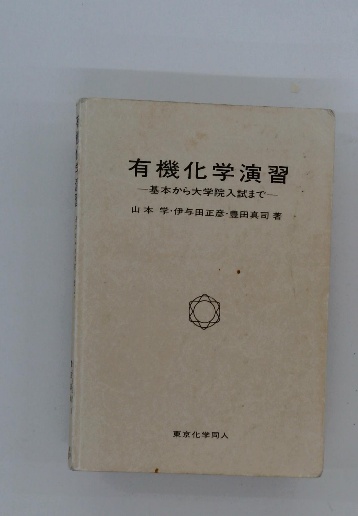 有機化学演習
—基本から大学院入試まで—
山本 学・伊与田正彦・豊田真司 著
東京化学同人